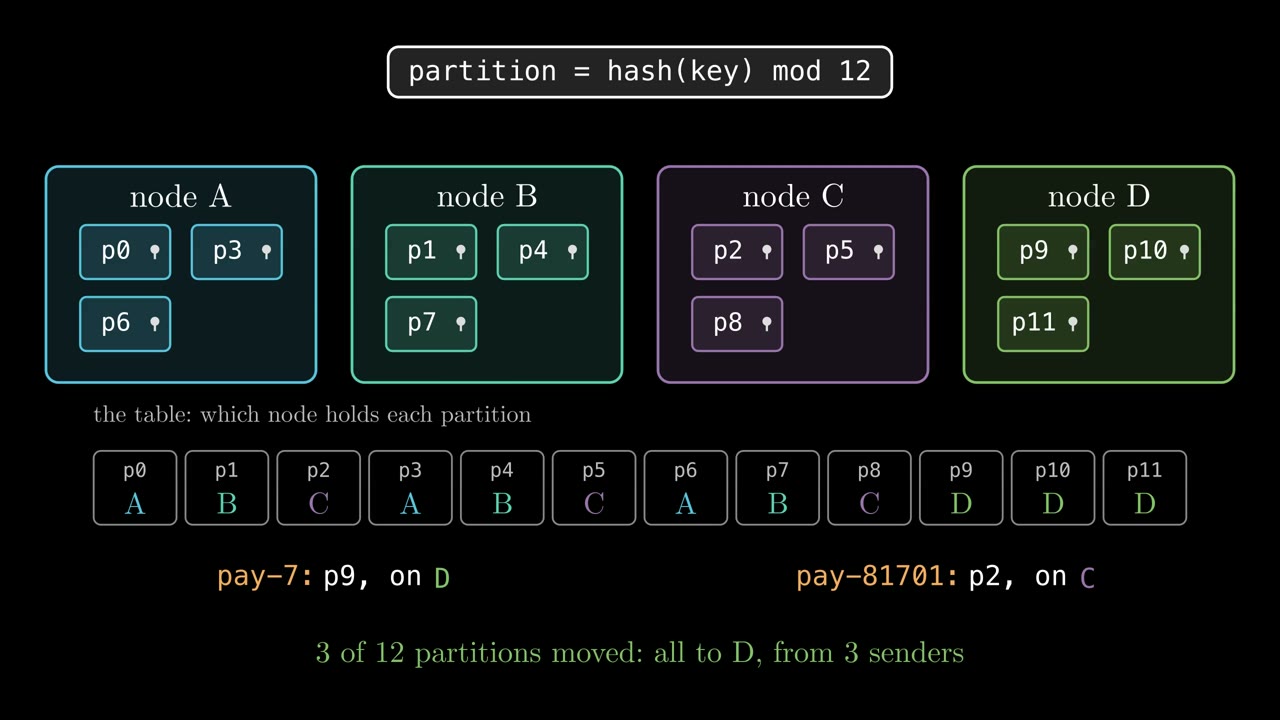 partition = hash(key) mod 12
node A
p0
p3
p6
node B
p1
p4
p7
node C
p2
p5
p8
node D
p9
p10
p11
the table: which node holds each partition
p0 p1 p2 p3 p4 p5 p6 p7 p8 p9 p10 p11
A B C A B C A B C D D D
pay-7: p9, on D
pay-81701: p2, on C
3 of 12 partitions moved: all to D, from 3 senders